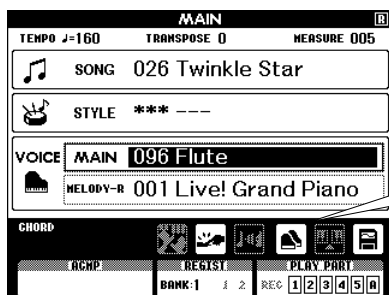 MAIN R
TEMPO ♩=160 TRANSPOSE 0 MEASURE 005
SONG 026 Twinkle Star
STYLE *** ---
VOICE MAIN 096 Flute
MELODY-R 001 Live! Grand Piano
CHORD
ACMP REGIST PLAY PART
BANK:1 1 2 REC 1 2 3 4 5 A